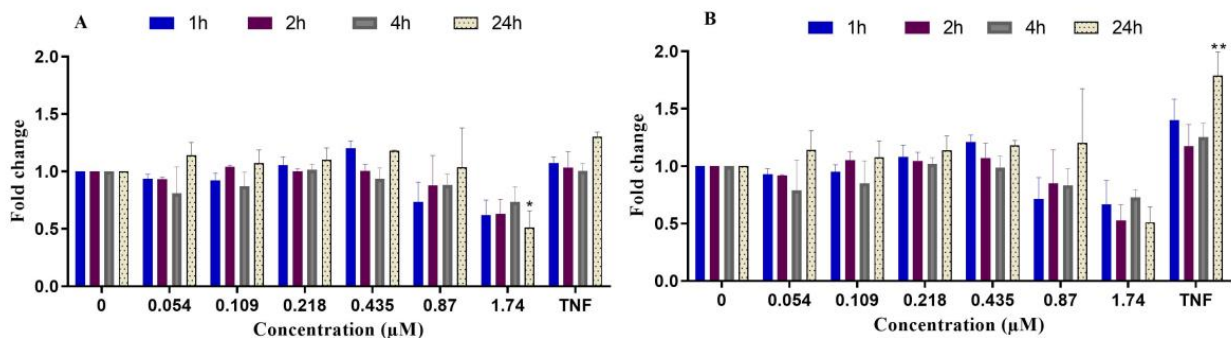 A
1h 2h 4h 24h
Fold change
2.0
1.5
1.0
0.5
0.0
*
0 0.054 0.109 0.218 0.435 0.87 1.74 TNF
Concentration (µM)
B
1h 2h 4h 24h
Fold change
2.0
1.5
1.0
0.5
0.0
**
0 0.054 0.109 0.218 0.435 0.87 1.74 TNF
Concentration (µM)